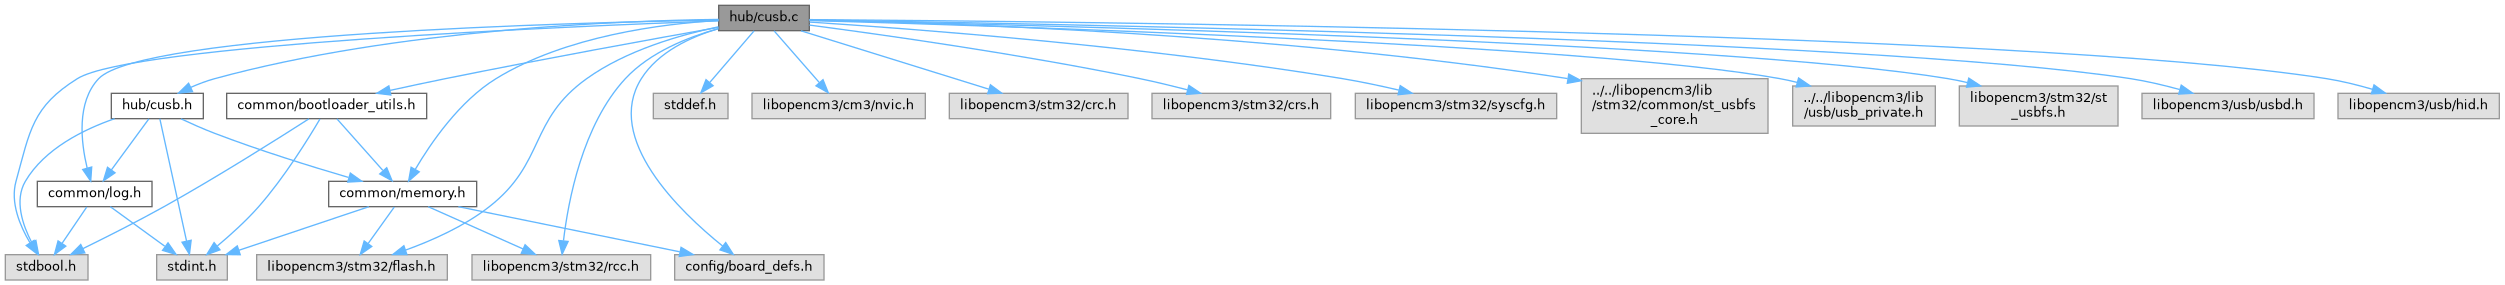 hub/cusb.c
hub/cusb.h
common/bootloader_utils.h
stddef.h
libopencm3/cm3/nvic.h
libopencm3/stm32/crc.h
libopencm3/stm32/crs.h
libopencm3/stm32/syscfg.h
../../libopencm3/lib
/stm32/common/st_usbfs
_core.h
../../libopencm3/lib
/usb/usb_private.h
libopencm3/stm32/st
_usbfs.h
libopencm3/usb/usbd.h
libopencm3/usb/hid.h
common/log.h
common/memory.h
stdbool.h
stdint.h
libopencm3/stm32/flash.h
libopencm3/stm32/rcc.h
config/board_defs.h